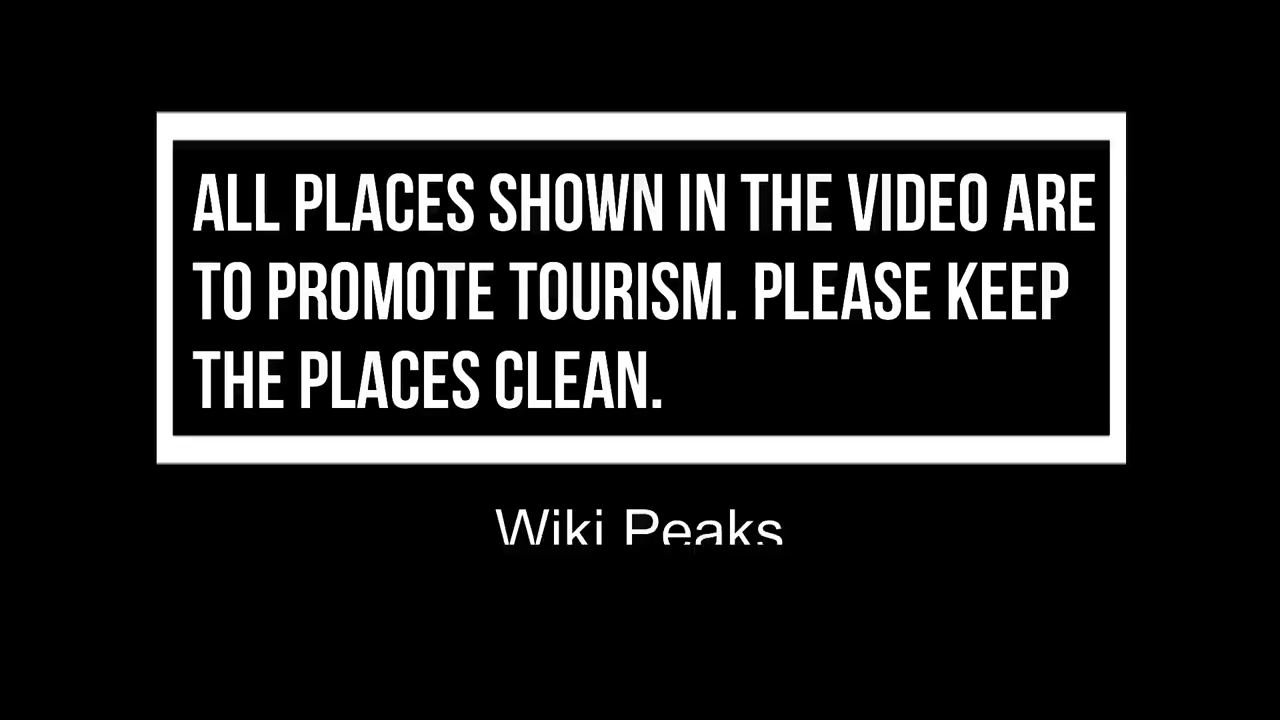 ALL PLACES SHOWN IN THE VIDEO ARE
TO PROMOTE TOURISM. PLEASE KEEP
THE PLACES CLEAN.
Wiki Peaks